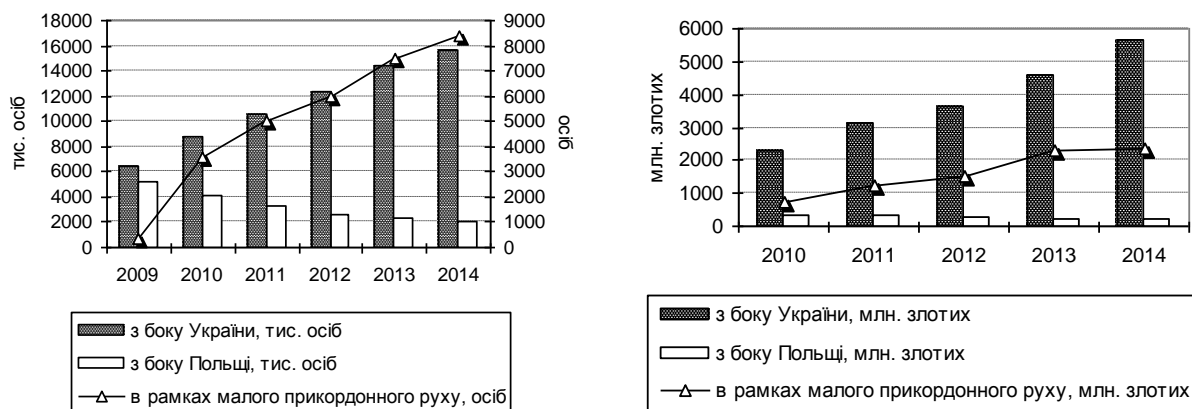 18000
16000
14000
12000
10000
8000
6000
4000
2000
0
тис. осіб
9000
8000
7000
6000
5000
4000
3000
2000
1000
0
осіб
2009 2010 2011 2012 2013 2014
з боку України, тис. осіб
з боку Польщі, тис. осіб
в рамках малого прикордонного руху, осіб
6000
5000
4000
3000
2000
1000
0
млн. злотих
2010 2011 2012 2013 2014
з боку України, млн. злотих
з боку Польщі, млн. злотих
в рамках малого прикордонного руху, млн. злотих